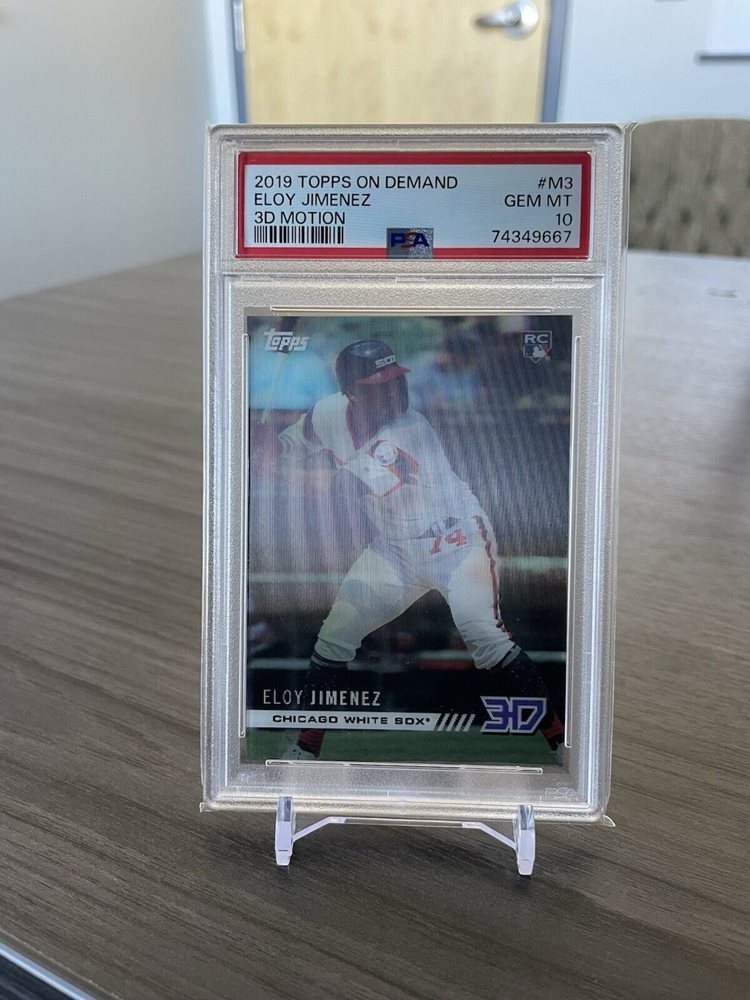 2019 TOPPS ON DEMAND #M3
ELOY JIMENEZ GEM MT
3D MOTION 10
PSA 74349667
Topps RC
SOX
74
ELOY JIMENEZ
CHICAGO WHITE SOX® 3D
PSA